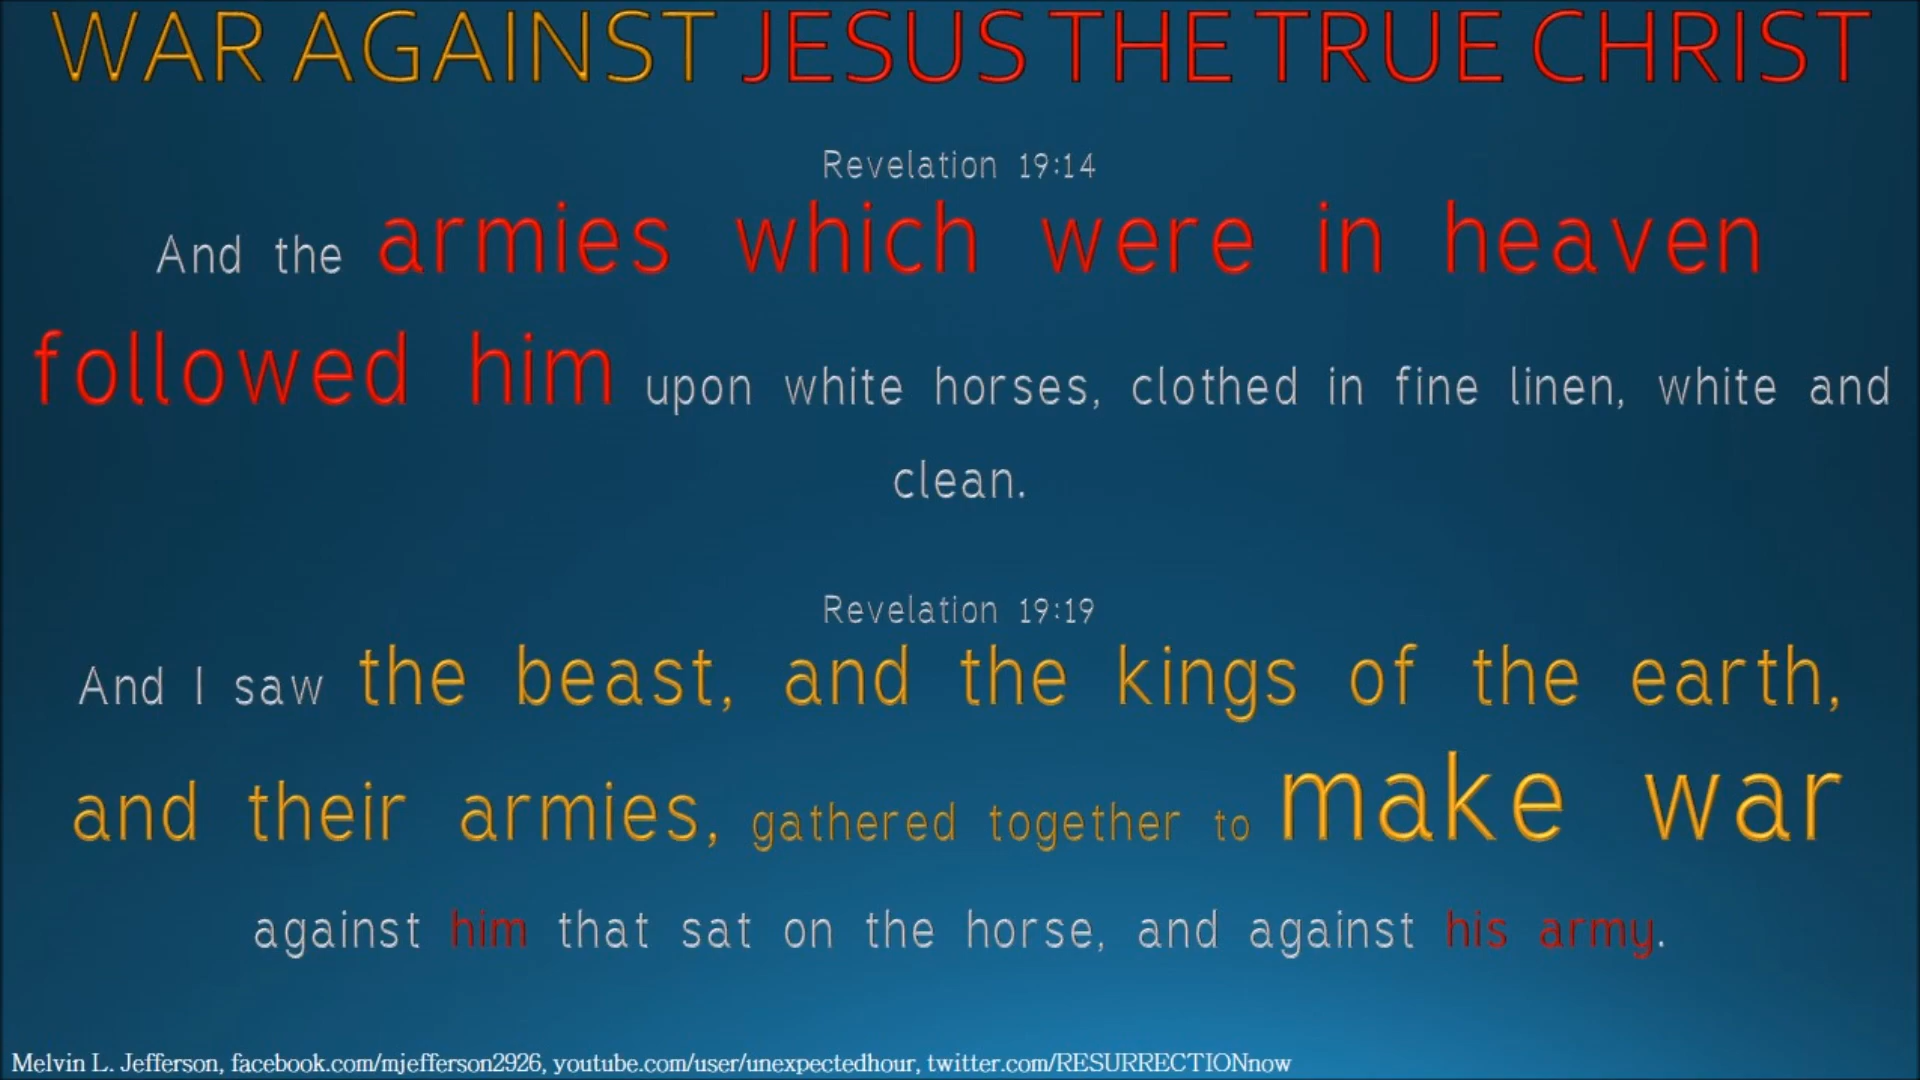 WAR AGAINST JESUS THE TRUE CHRIST
Revelation 19:14
And the armies which were in heaven
followed him upon white horses, clothed in fine linen, white and
clean.
Revelation 19:19
And I saw the beast, and the kings of the earth,
and their armies, gathered together to make war
against him that sat on the horse, and against his army.
Melvin L. Jefferson, facebook.com/mjefferson2926, youtube.com/user/unexpectedhour, twitter.com/RESURRECTIONnow